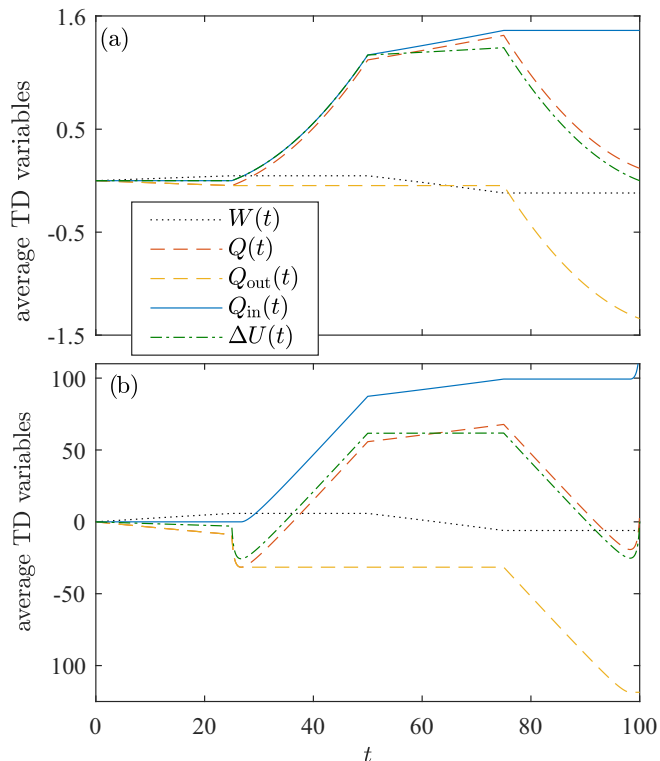 1.6
(a)
0.5
-0.5
-1.5
average TD variables
W(t)
Q(t)
Q_out(t)
Q_in(t)
ΔU(t)
(b)
100
50
0
-50
100
average TD variables
0 20 40 60 80 100
t